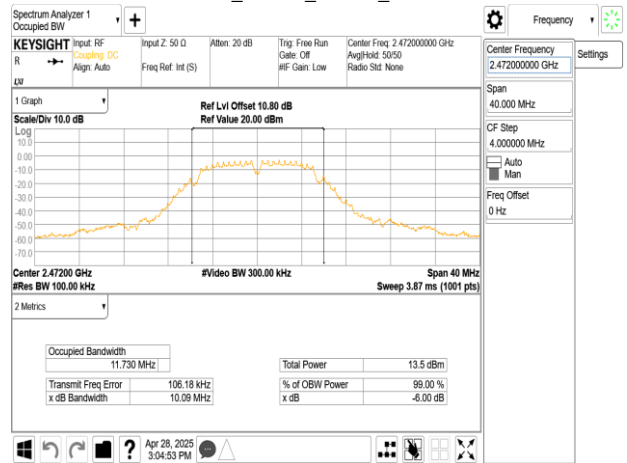 Spectrum Analyzer 1
Occupied BW
+
Frequency
KEYSIGHT
R
LXI
Input: RF
Coupling: DC
Align: Auto
Input Z: 50 Ω
Freq Ref: Int (S)
Atten: 20 dB
Trig: Free Run
Gate: Off
#IF Gain: Low
Center Freq: 2.472000000 GHz
Avg|Hold: 50/50
Radio Std: None
Center Frequency
2.472000000 GHz
Settings
Span
40.000 MHz
CF Step
4.000000 MHz
Auto
Man
Freq Offset
0 Hz
1 Graph
Scale/Div 10.0 dB
Ref Lvl Offset 10.80 dB
Ref Value 20.00 dBm
Log
10.0
0.00
-10.0
-20.0
-30.0
-40.0
-50.0
-60.0
-70.0
Center 2.47200 GHz
#Video BW 300.00 kHz
Span 40 MHz
#Res BW 100.00 kHz
Sweep 3.87 ms (1001 pts)
2 Metrics
Occupied Bandwidth
11.730 MHz
Total Power 13.5 dBm
Transmit Freq Error 106.18 kHz
% of OBW Power 99.00 %
x dB Bandwidth 10.09 MHz
x dB -6.00 dB
?
Apr 28, 2025
3:04:53 PM